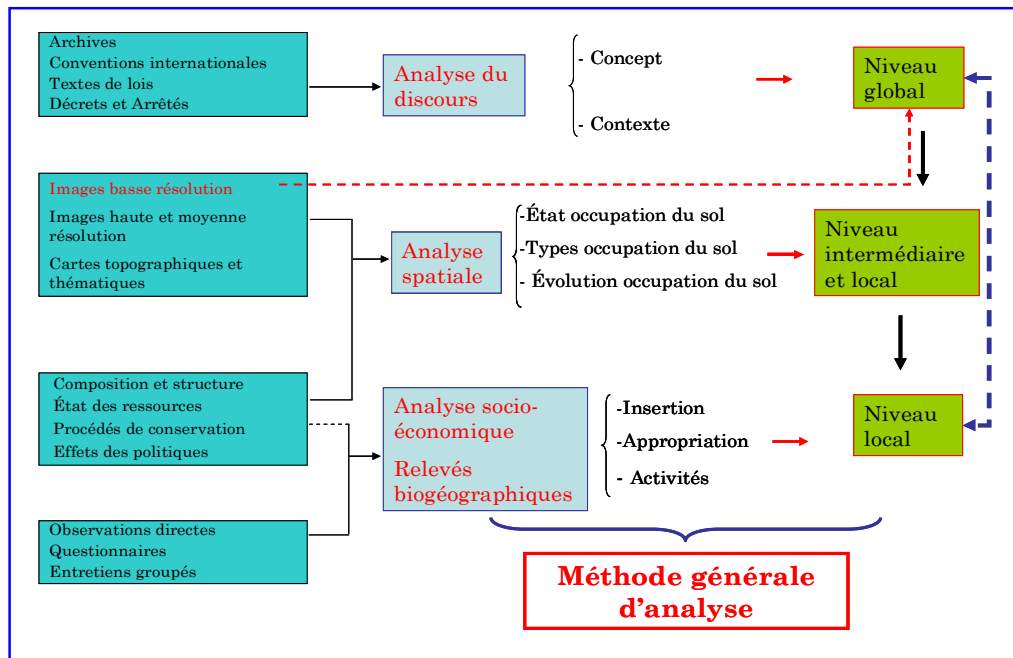 Archives
Conventions internationales
Textes de lois
Décrets et Arrêtés
Analyse du
discours
- Concept
- Contexte
Niveau
global
Images basse résolution
Images haute et moyenne
résolution
Cartes topographiques et
thématiques
Analyse
spatiale
-État occupation du sol
-Types occupation du sol
- Évolution occupation du sol
Niveau
intermédiaire
et local
Composition et structure
État des ressources
Procédés de conservation
Effets des politiques
Analyse socio-
économique
Relevés
biogéographiques
-Insertion
-Appropriation
- Activités
Niveau
local
Observations directes
Questionnaires
Entretiens groupés
Méthode générale
d’analyse